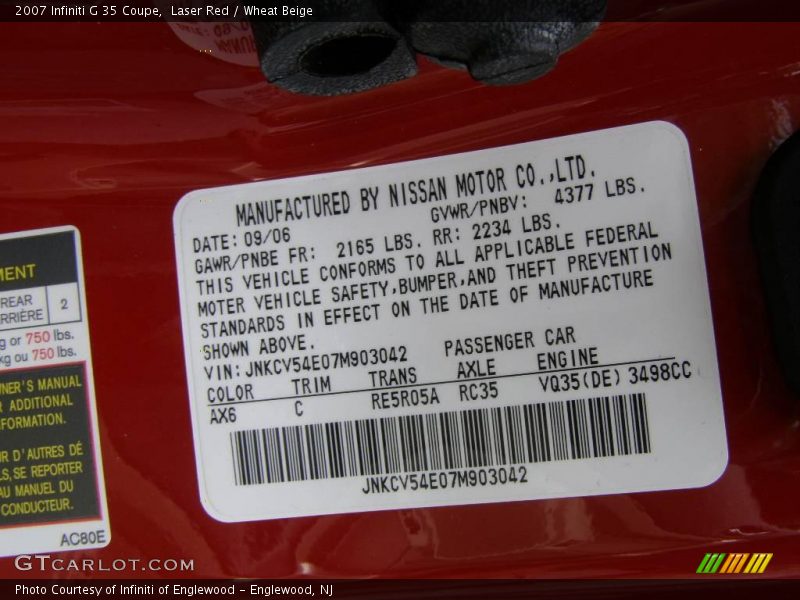 2007 Infiniti G 35 Coupe,  Laser Red / Wheat Beige
MANUFACTURED BY NISSAN MOTOR CO.,LTD.
DATE: 09/06 GVWR/PNBV: 4377 LBS.
GAWR/PNBE FR: 2165 LBS. RR: 2234 LBS.
THIS VEHICLE CONFORMS TO ALL APPLICABLE FEDERAL
MOTER VEHICLE SAFETY,BUMPER,AND THEFT PREVENTION
STANDARDS IN EFFECT ON THE DATE OF MANUFACTURE
SHOWN ABOVE.
VIN: JNKCV54E07M903042 PASSENGER CAR
COLOR TRIM TRANS AXLE ENGINE
AX6 C RE5R05A RC35 VQ35(DE) 3498CC
JNKCV54E07M903042
MENT
REAR 2
RRIÈRE
g or 750 lbs.
kg ou 750 lbs.
NER'S MANUAL
R ADDITIONAL
FORMATION.
R D'AUTRES DÉ
LS, SE REPORTER
AU MANUEL DU
CONDUCTEUR.
AC80E
GTCARLOT.COM
Photo Courtesy of Infiniti of Englewood - Englewood, NJ